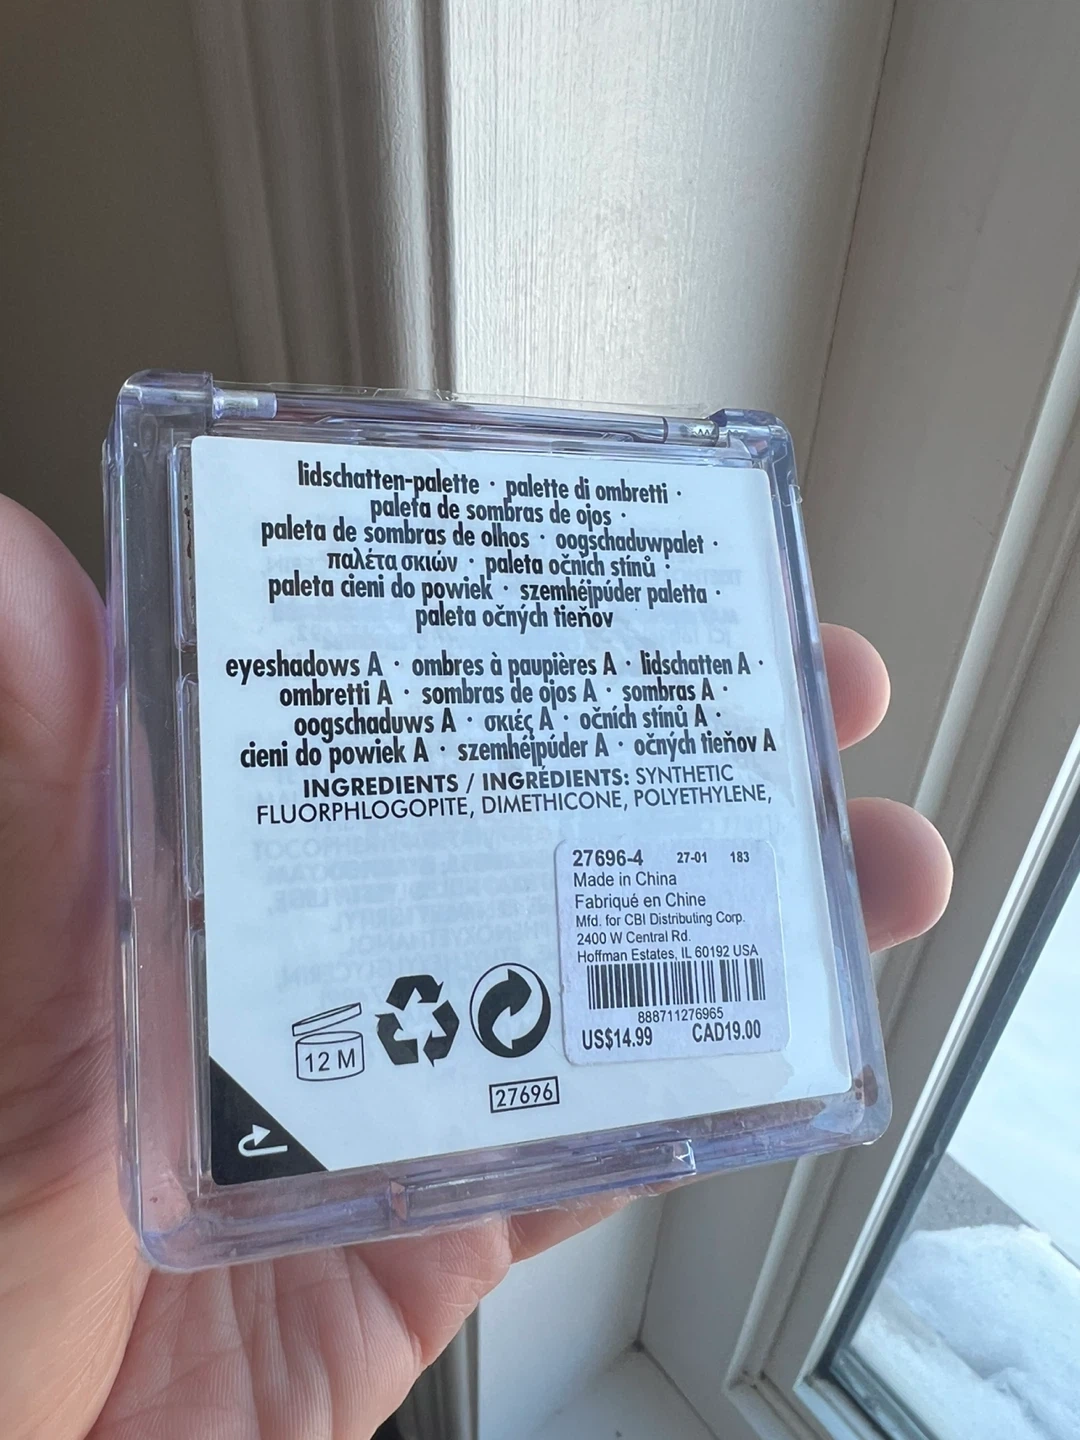 lidschatten-palette · palette di ombretti ·
paleta de sombras de ojos ·
paleta de sombras de olhos · oogschaduwpalet ·
παλέτα σκιών · paleta očních stínů ·
paleta cieni do powiek · szemhéjpúder paletta ·
paleta očných tieňov
eyeshadows A · ombres à paupières A · lidschatten A ·
ombretti A · sombras de ojos A · sombras A ·
oogschaduws A · σκιές A · očních stínů A ·
cieni do powiek A · szemhéjpúder A · očných tieňov A
INGREDIENTS / INGRÉDIENTS: SYNTHETIC
FLUORPHLOGOPITE, DIMETHICONE, POLYETHYLENE,
27696-4 27-01 183
Made in China
Fabriqué en Chine
Mfd. for CBI Distributing Corp.
2400 W Central Rd.
Hoffman Estates, IL 60192 USA
888711276965
US$14.99 CAD19.00
12 M
27696